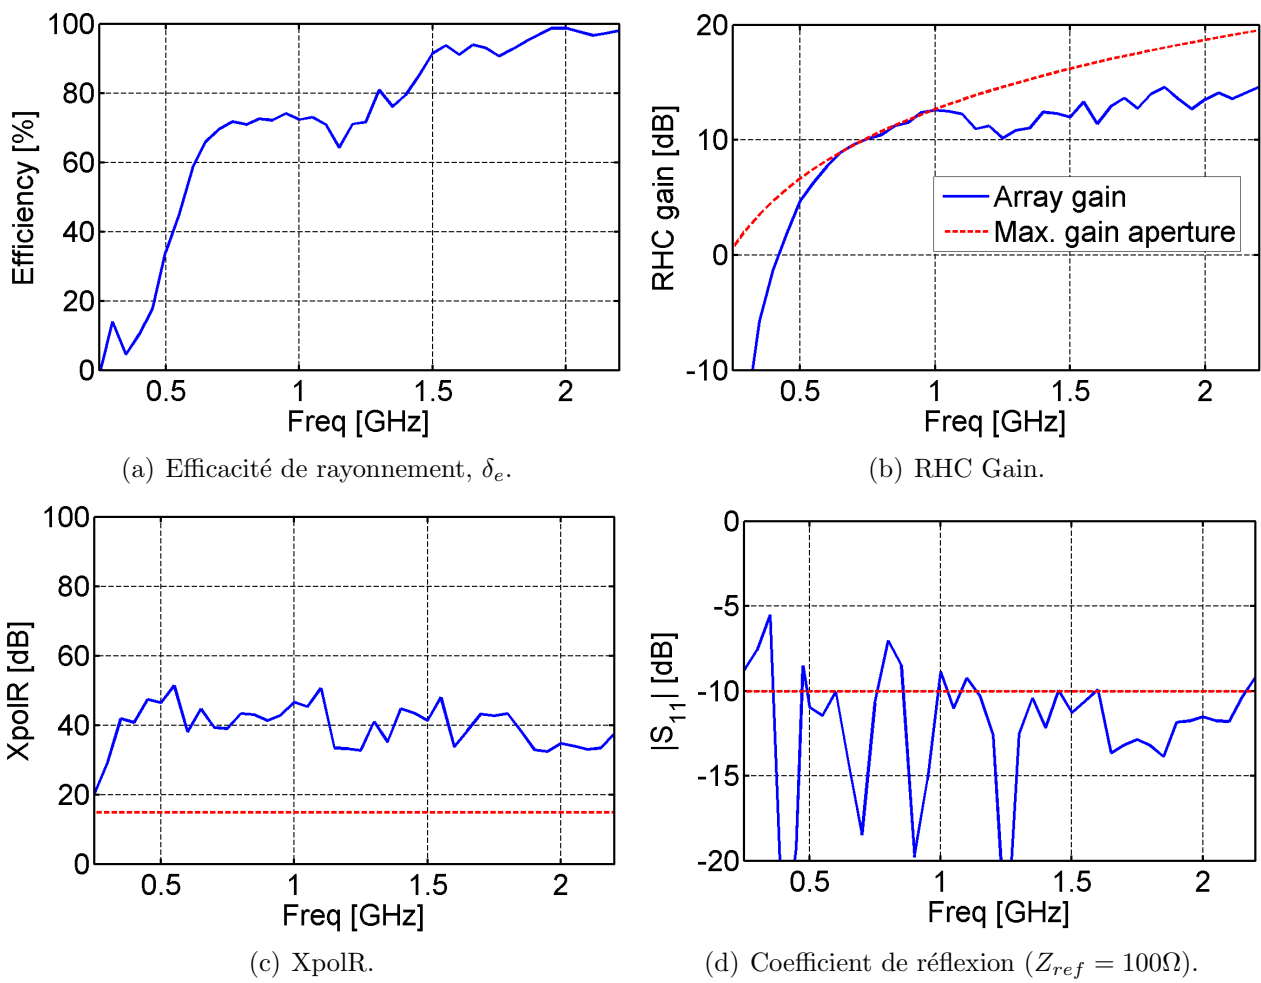 100
80
60
40
20
0
Efficiency [%]
0.5 1 1.5 2
Freq [GHz]
(a) Efficacité de rayonnement, δe.
20
10
0
-10
RHC gain [dB]
Array gain
Max. gain aperture
0.5 1 1.5 2
Freq [GHz]
(b) RHC Gain.
100
80
60
40
20
0
XpolR [dB]
0.5 1 1.5 2
Freq [GHz]
(c) XpolR.
0
-5
-10
-15
-20
|S11| [dB]
0.5 1 1.5 2
Freq [GHz]
(d) Coefficient de réflexion (Zref = 100Ω).